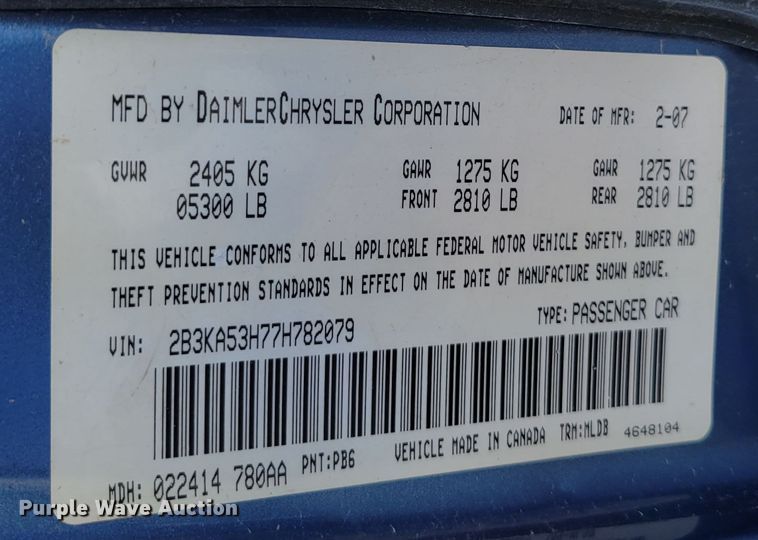 MFD BY DAIMLERCHRYSLER CORPORATION DATE OF MFR: 2-07
GVWR 2405 KG GAWR 1275 KG GAWR 1275 KG
05300 LB FRONT 2810 LB REAR 2810 LB
THIS VEHICLE CONFORMS TO ALL APPLICABLE FEDERAL MOTOR VEHICLE SAFETY, BUMPER AND
THEFT PREVENTION STANDARDS IN EFFECT ON THE DATE OF MANUFACTURE SHOWN ABOVE.
VIN: 2B3KA53H77H782079 TYPE: PASSENGER CAR
MDH: 022414 780AA PNT:PB6 VEHICLE MADE IN CANADA TRM:MLDB 4648104
Purple Wave Auction